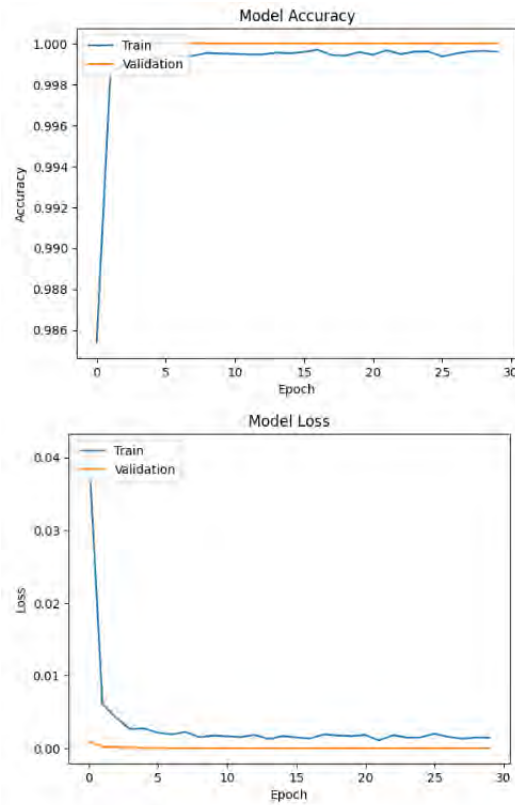 Model Accuracy
1.000
0.998
0.996
0.994
0.992
0.990
0.988
0.986
Accuracy
Train
Validation
0 5 10 15 20 25 30
Epoch
Model Loss
0.04
0.03
0.02
0.01
0.00
Loss
Train
Validation
0 5 10 15 20 25 30
Epoch